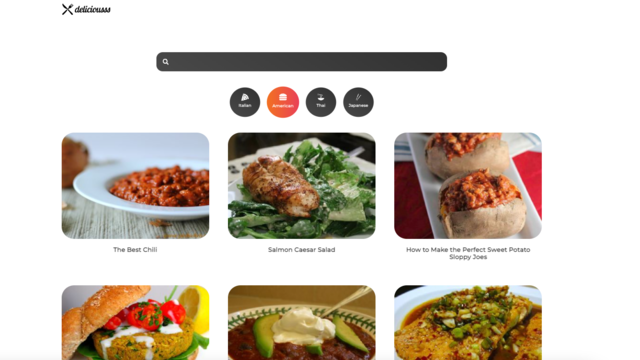 deliciousss
Italian
American
Thai
Japanese
The Best Chili
Salmon Caesar Salad
How to Make the Perfect Sweet Potato
Sloppy Joes